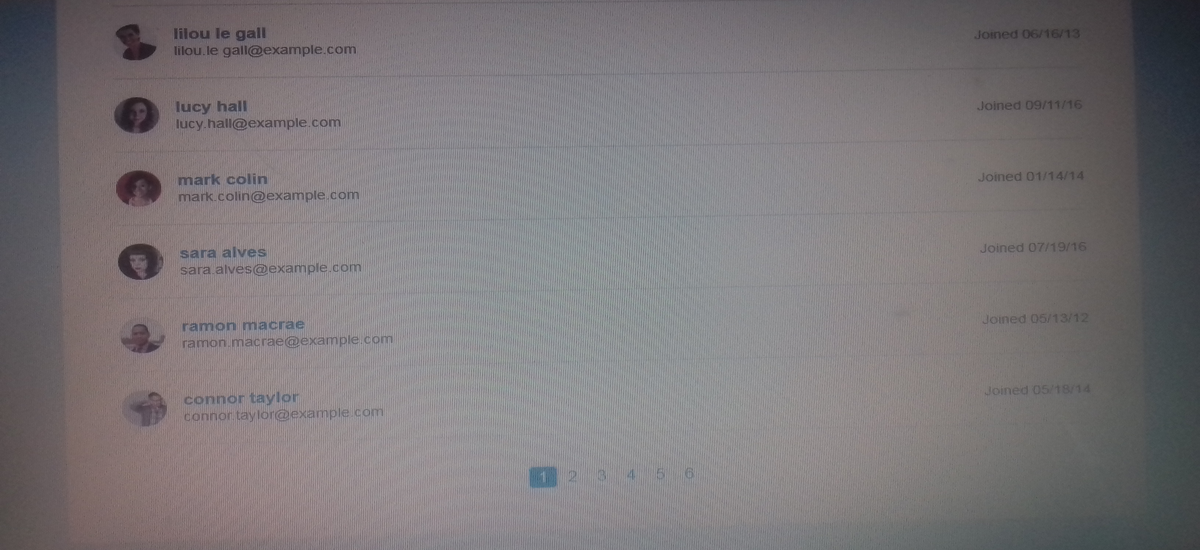 lilou le gall
lilou.le gall@example.com
Joined 06/16/13
lucy hall
lucy.hall@example.com
Joined 09/11/16
mark colin
mark.colin@example.com
Joined 01/14/14
sara alves
sara.alves@example.com
Joined 07/19/16
ramon macrae
ramon.macrae@example.com
Joined 05/13/12
connor taylor
connor.taylor@example.com
Joined 05/18/14
1 2 3 4 5 6